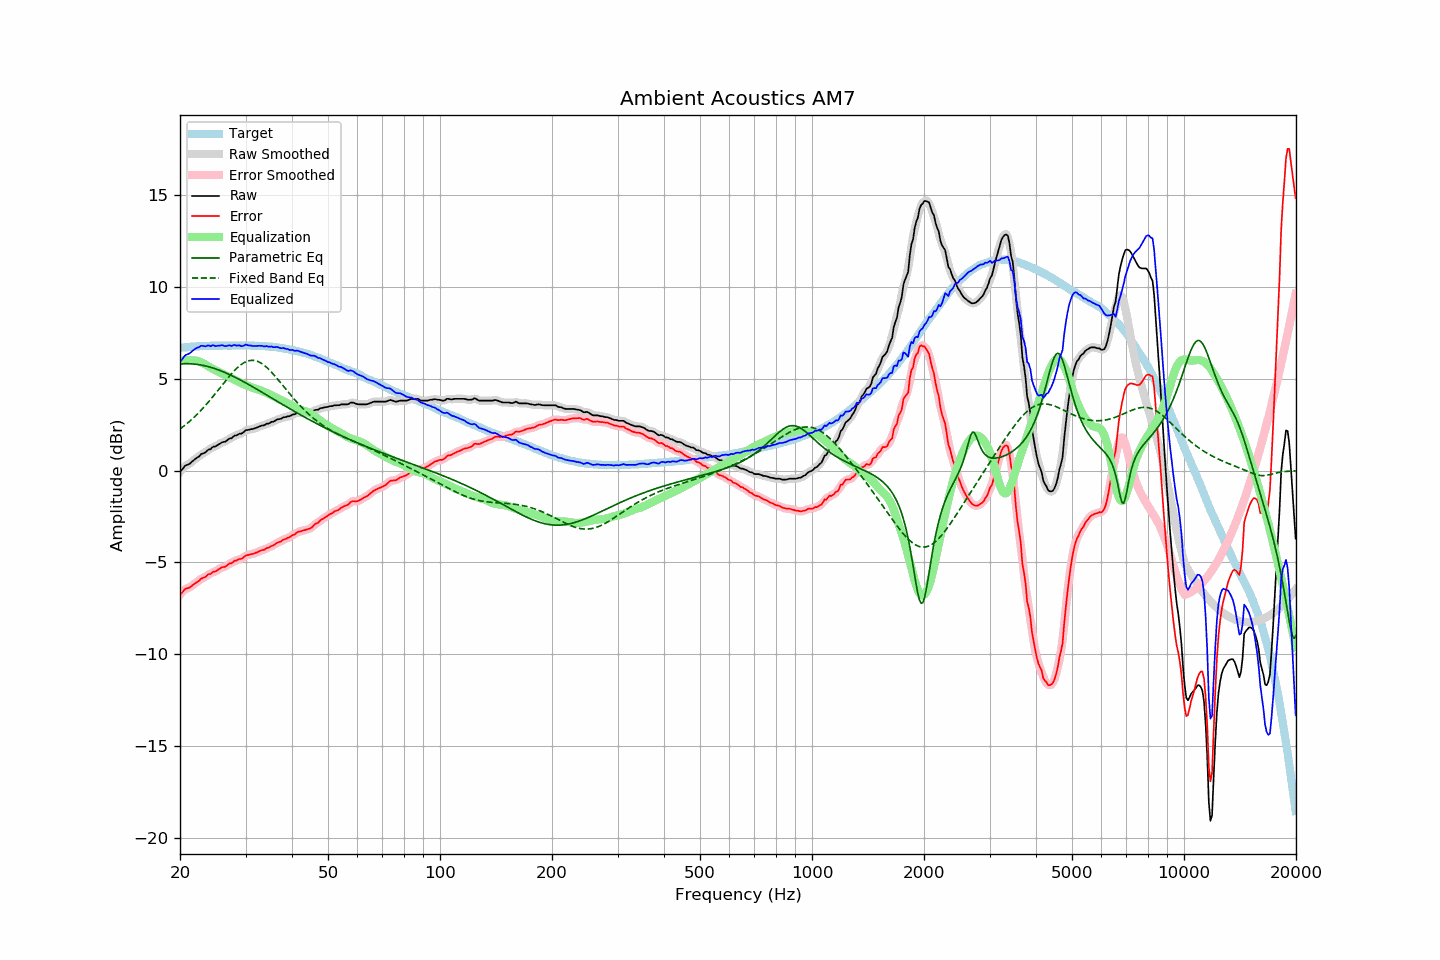 Ambient Acoustics AM7
Target
Raw Smoothed
Error Smoothed
Raw
Error
Equalization
Parametric Eq
Fixed Band Eq
Equalized
15
10
5
0
−5
−10
−15
−20
Amplitude (dBr)
20 50 100 200 500 1000 2000 5000 10000 20000
Frequency (Hz)